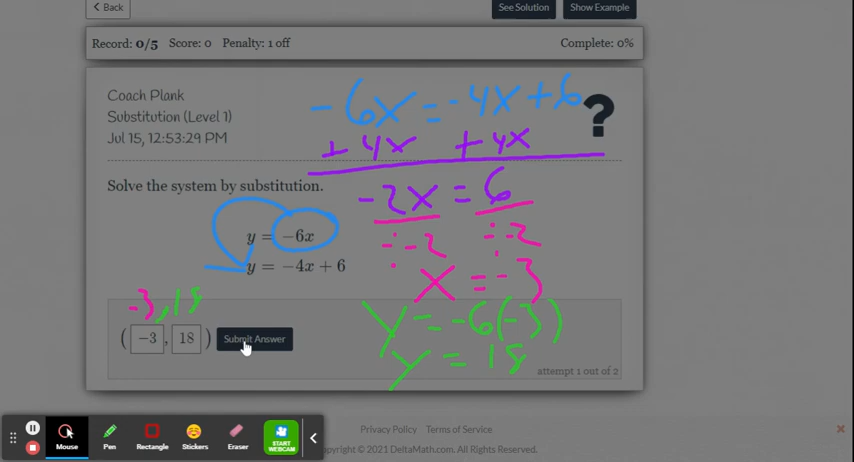 Back
See Solution
Show Example
Record: 0/5 Score: 0 Penalty: 1 off
Complete: 0%
Coach Plank
Substitution (Level 1)
Jul 15, 12:53:29 PM
-6x = -4x + 6
?
+4x +4x
Solve the system by substitution.
-2x = 6
÷-2 ÷-2
y = −6x
y = −4x + 6
x = -3
-3, 18
( −3 , 18 ) Submit Answer
y = -6(-3)
y = 18
attempt 1 out of 2
Mouse
Pen
Rectangle
Stickers
Eraser
START
WEBCAM
Privacy Policy Terms of Service
pyright © 2021 DeltaMath.com. All Rights Reserved.